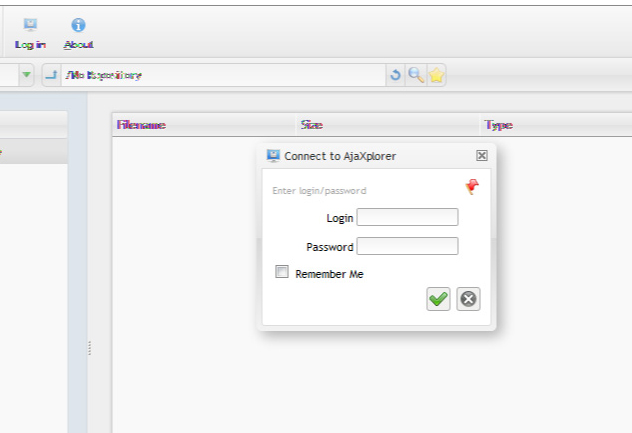 Log in About
/No Repository
Filename Size Type
Connect to AjaXplorer
Enter login/password
Login
Password
Remember Me